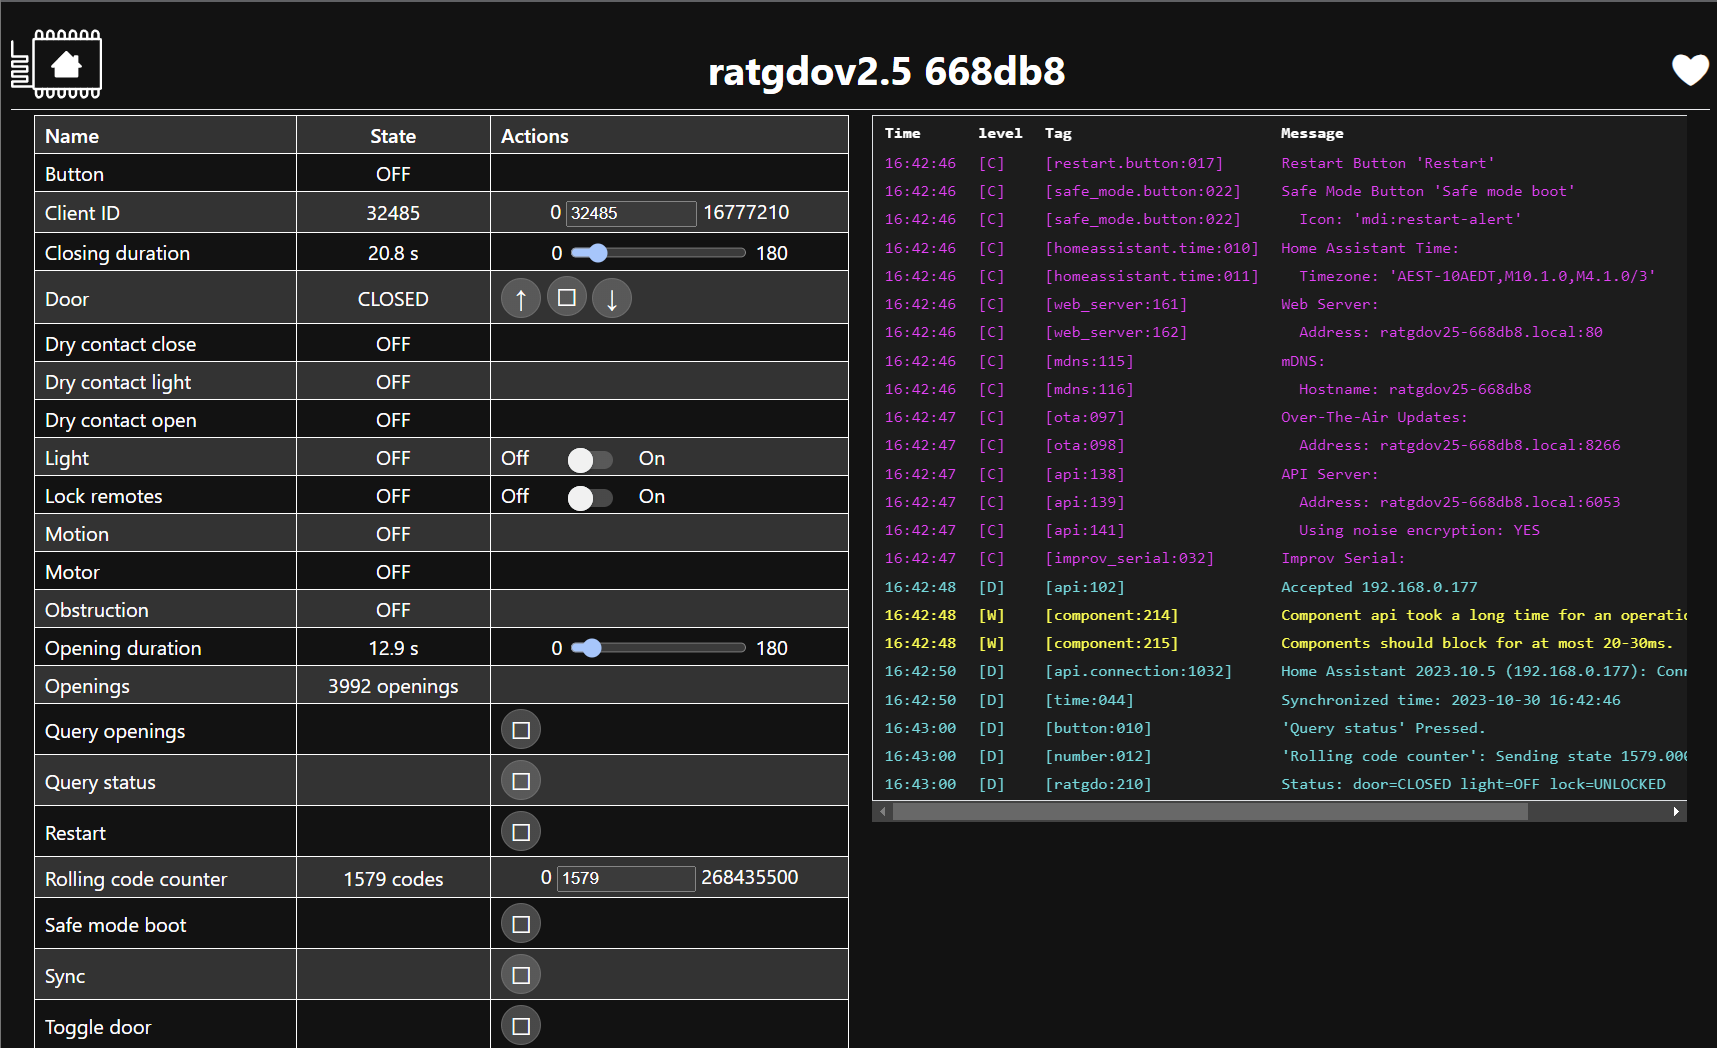 ratgdov2.5 668db8
Name State Actions
Button OFF
Client ID 32485 0 32485 16777210
Closing duration 20.8 s 0 180
Door CLOSED ↑ ☐ ↓
Dry contact close OFF
Dry contact light OFF
Dry contact open OFF
Light OFF Off On
Lock remotes OFF Off On
Motion OFF
Motor OFF
Obstruction OFF
Opening duration 12.9 s 0 180
Openings 3992 openings
Query openings ☐
Query status ☐
Restart ☐
Rolling code counter 1579 codes 0 1579 268435500
Safe mode boot ☐
Sync ☐
Toggle door ☐
Time level Tag Message
16:42:46 [C] [restart.button:017] Restart Button 'Restart'
16:42:46 [C] [safe_mode.button:022] Safe Mode Button 'Safe mode boot'
16:42:46 [C] [safe_mode.button:022] Icon: 'mdi:restart-alert'
16:42:46 [C] [homeassistant.time:010] Home Assistant Time:
16:42:46 [C] [homeassistant.time:011] Timezone: 'AEST-10AEDT,M10.1.0,M4.1.0/3'
16:42:46 [C] [web_server:161] Web Server:
16:42:46 [C] [web_server:162] Address: ratgdov25-668db8.local:80
16:42:46 [C] [mdns:115] mDNS:
16:42:46 [C] [mdns:116] Hostname: ratgdov25-668db8
16:42:47 [C] [ota:097] Over-The-Air Updates:
16:42:47 [C] [ota:098] Address: ratgdov25-668db8.local:8266
16:42:47 [C] [api:138] API Server:
16:42:47 [C] [api:139] Address: ratgdov25-668db8.local:6053
16:42:47 [C] [api:141] Using noise encryption: YES
16:42:47 [C] [improv_serial:032] Improv Serial:
16:42:48 [D] [api:102] Accepted 192.168.0.177
16:42:48 [W] [component:214] Component api took a long time for an operatio
16:42:48 [W] [component:215] Components should block for at most 20-30ms.
16:42:50 [D] [api.connection:1032] Home Assistant 2023.10.5 (192.168.0.177): Conn
16:42:50 [D] [time:044] Synchronized time: 2023-10-30 16:42:46
16:43:00 [D] [button:010] 'Query status' Pressed.
16:43:00 [D] [number:012] 'Rolling code counter': Sending state 1579.000
16:43:00 [D] [ratgdo:210] Status: door=CLOSED light=OFF lock=UNLOCKED